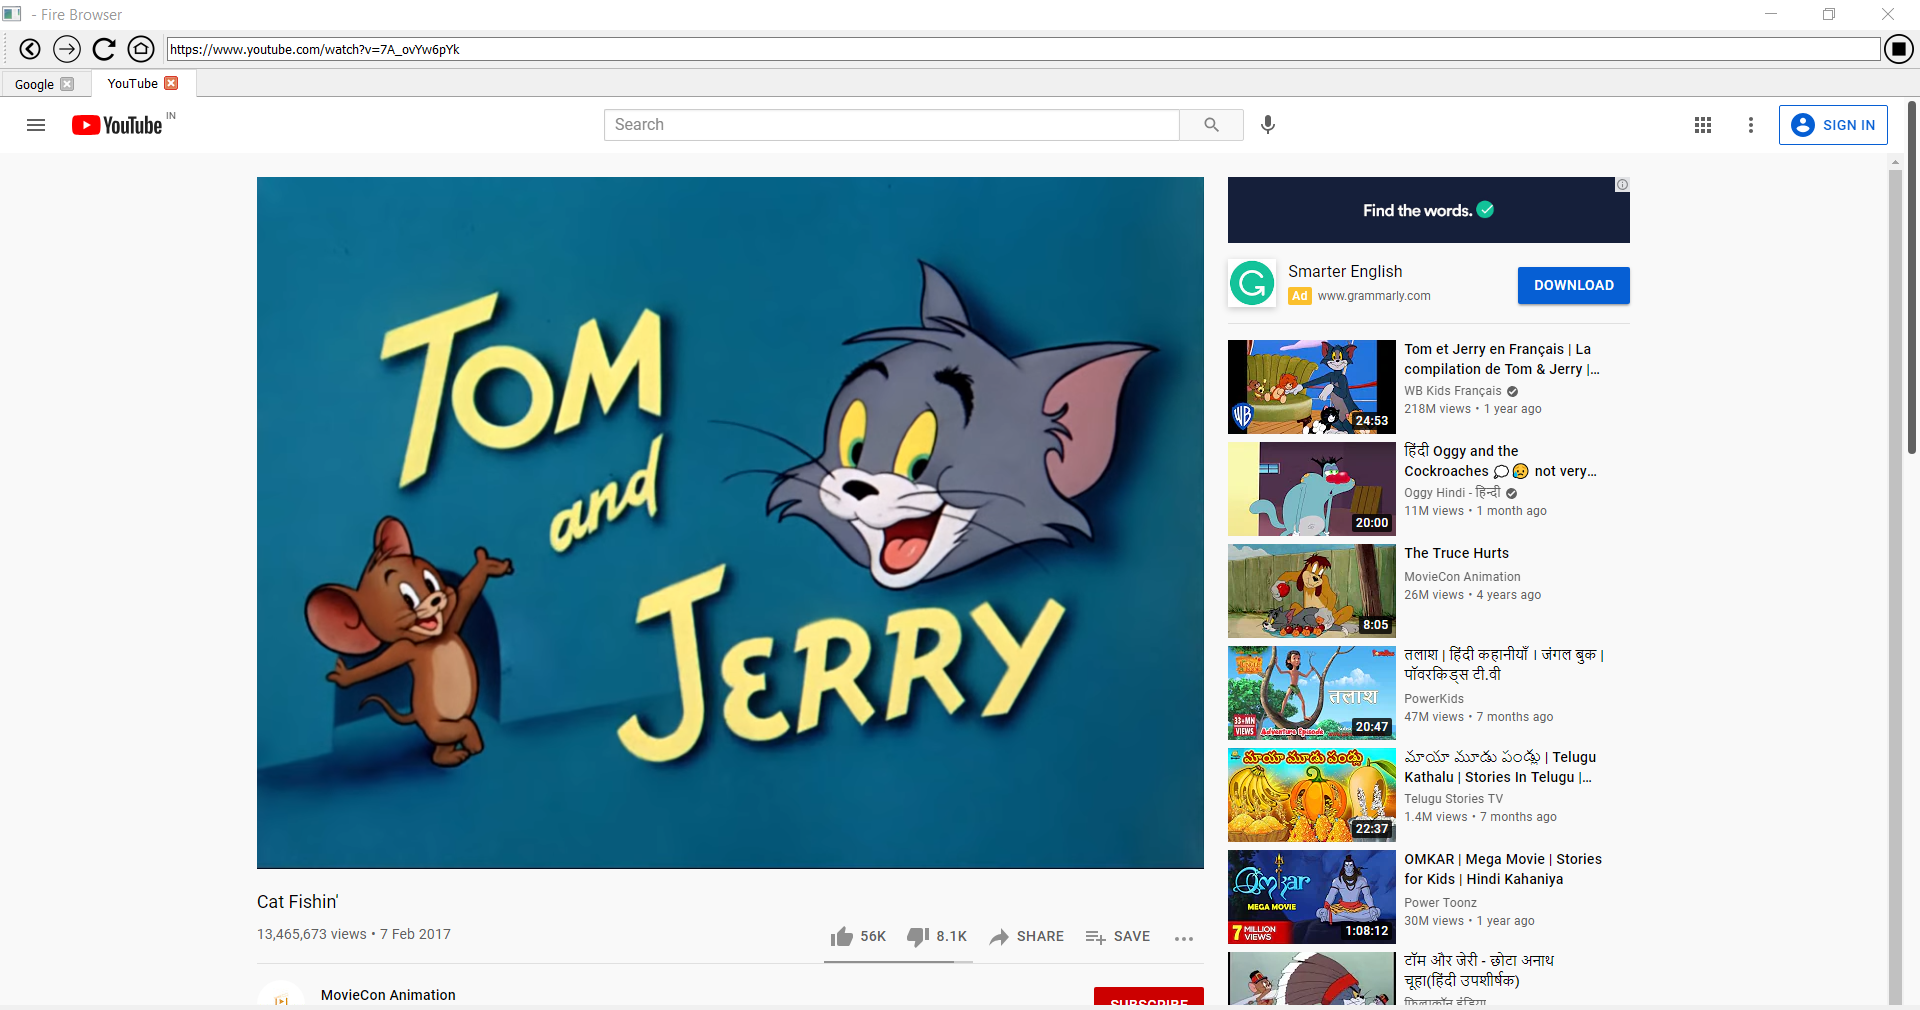 - Fire Browser
https://www.youtube.com/watch?v=7A_ovYw6pYk
Google
YouTube
YouTube IN
Search
SIGN IN
TOM
and
JERRY
Find the words.
Smarter English
Ad www.grammarly.com
DOWNLOAD
WB
24:53
Tom et Jerry en Français | La
compilation de Tom & Jerry |...
WB Kids Français
218M views • 1 year ago
20:00
हिंदी Oggy and the
Cockroaches 💭😥 not very...
Oggy Hindi - हिन्दी
11M views • 1 month ago
8:05
The Truce Hurts
MovieCon Animation
26M views • 4 years ago
तलाश
33+MN
VIEWS
Adventure Episode
20:47
तलाश | हिंदी कहानीयाँ । जंगल बुक |
पॉवरकिड्स टी.वी
PowerKids
47M views • 7 months ago
మాయా మూడు పండ్లు
22:37
మాయా మూడు పండ్లు | Telugu
Kathalu | Stories In Telugu |...
Telugu Stories TV
1.4M views • 7 months ago
Omkar
MEGA MOVIE
7 MILLION
VIEWS
1:08:12
OMKAR | Mega Movie | Stories
for Kids | Hindi Kahaniya
Power Toonz
30M views • 1 year ago
टॉम और जेरी - छोटा अनाथ
चूहा(हिंदी उपशीर्षक)
Cat Fishin'
13,465,673 views • 7 Feb 2017
56K
8.1K
SHARE
SAVE
MovieCon Animation
SUBSCRIBE